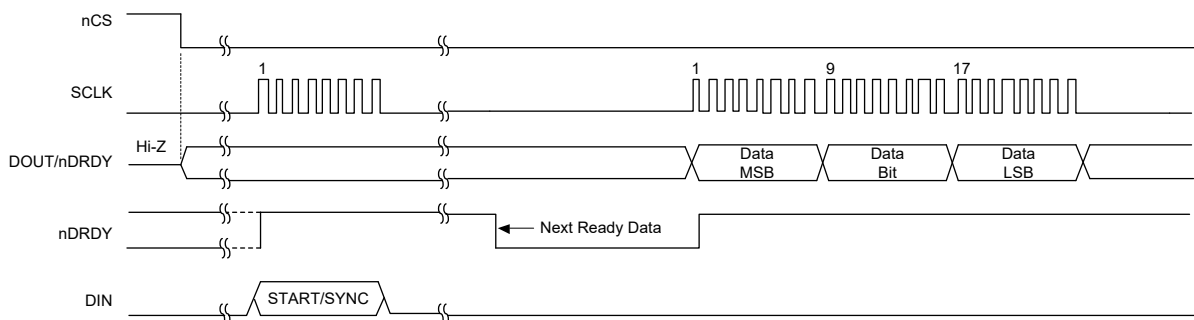 nCS
1
1
9
17
SCLK
Hi-Z
DOUT/nDRDY
Data
MSB
Data
Bit
Data
LSB
nDRDY
Next Ready Data
DIN
START/SYNC